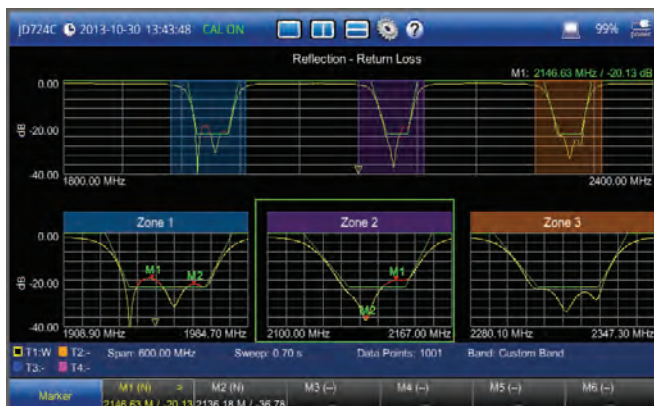 JD724C 2013-10-30 13:43:48 CAL ON ? 99% power
Reflection - Return Loss
M1: 2146.63 MHz / -20.13 dB
0.00
dB -20.00
-40.00
1800.00 MHz 2400.00 MHz
Zone 1 Zone 2 Zone 3
0.00
M1 M2 M1
dB -20.00
M2
-40.00
1908.90 MHz 1984.70 MHz 2100.00 MHz 2167.00 MHz 2280.10 MHz 2347.30 MHz
T1:W T2:- Span: 600.00 MHz Sweep: 0.70 s Data Points: 1001 Band: Custom Band
T3:- T4:-
Marker M1 (N) > M2 (N) M3 (--) M4 (--) M5 (--) M6 (--)
2146.63 M / -20.13 2136.18 M / -36.78